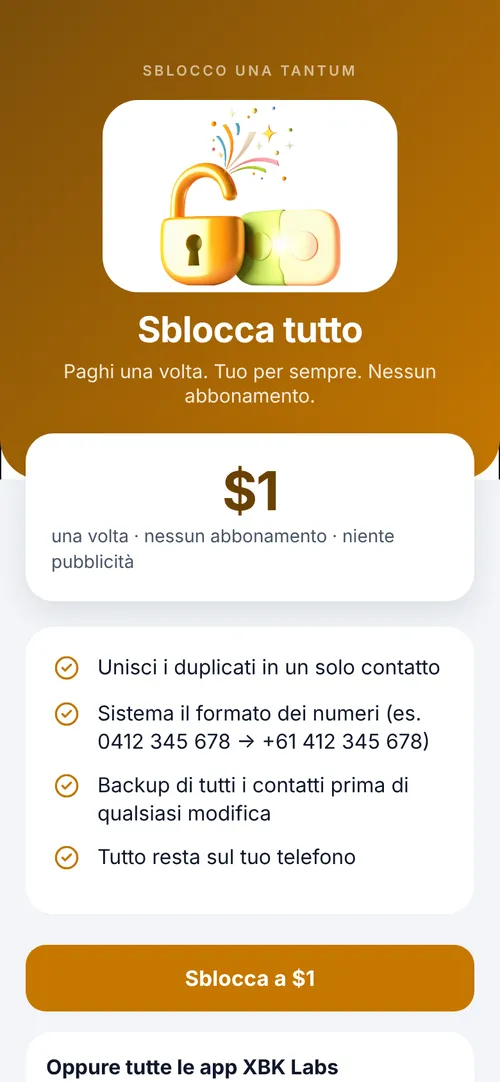 SBLOCCO UNA TANTUM
Sblocca tutto
Paghi una volta. Tuo per sempre. Nessun
abbonamento.
$1
una volta · nessun abbonamento · niente
pubblicità
Unisci i duplicati in un solo contatto
Sistema il formato dei numeri (es.
0412 345 678 → +61 412 345 678)
Backup di tutti i contatti prima di
qualsiasi modifica
Tutto resta sul tuo telefono
Sblocca a $1
Oppure tutte le app XBK Labs